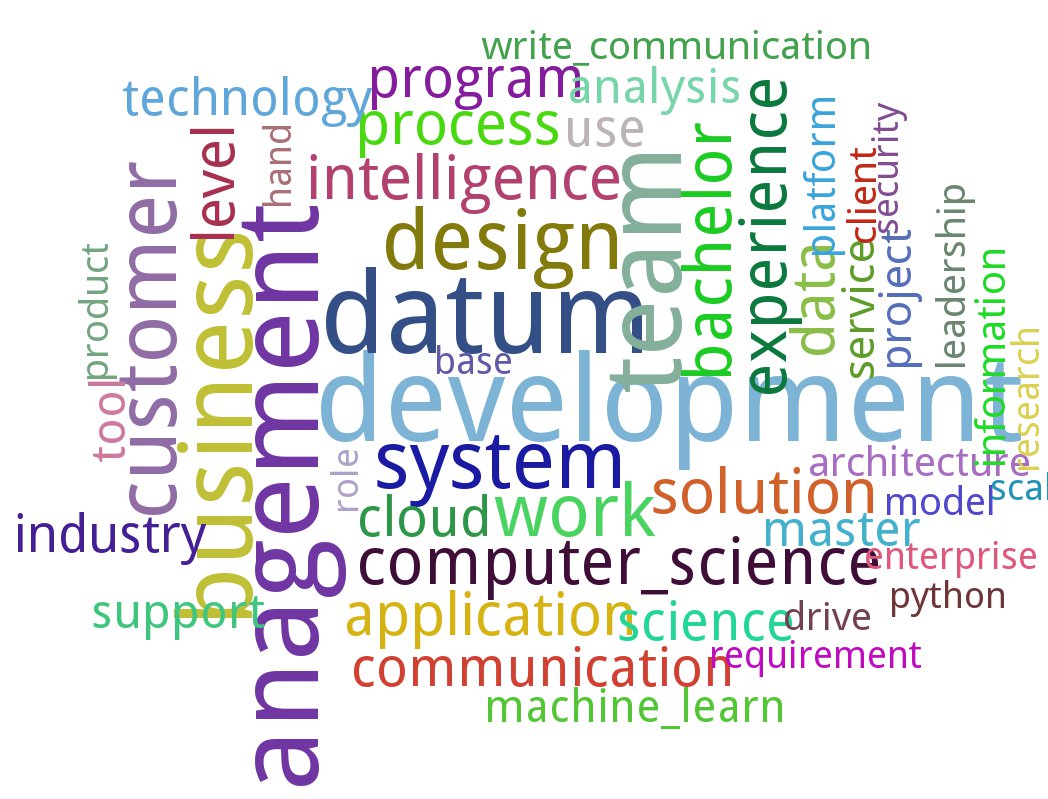 write_communication
technology
program
analysis
process
use
level
hand
intelligence
customer
business
management
design
team
bachelor
experience
platform
client
security
product
datum
data
service
project
leadership
information
research
base
development
tool
system
role
architecture
solution
model
scal
industry
cloud
work
master
computer_science
enterprise
python
support
application
science
drive
communication
requirement
machine_learn